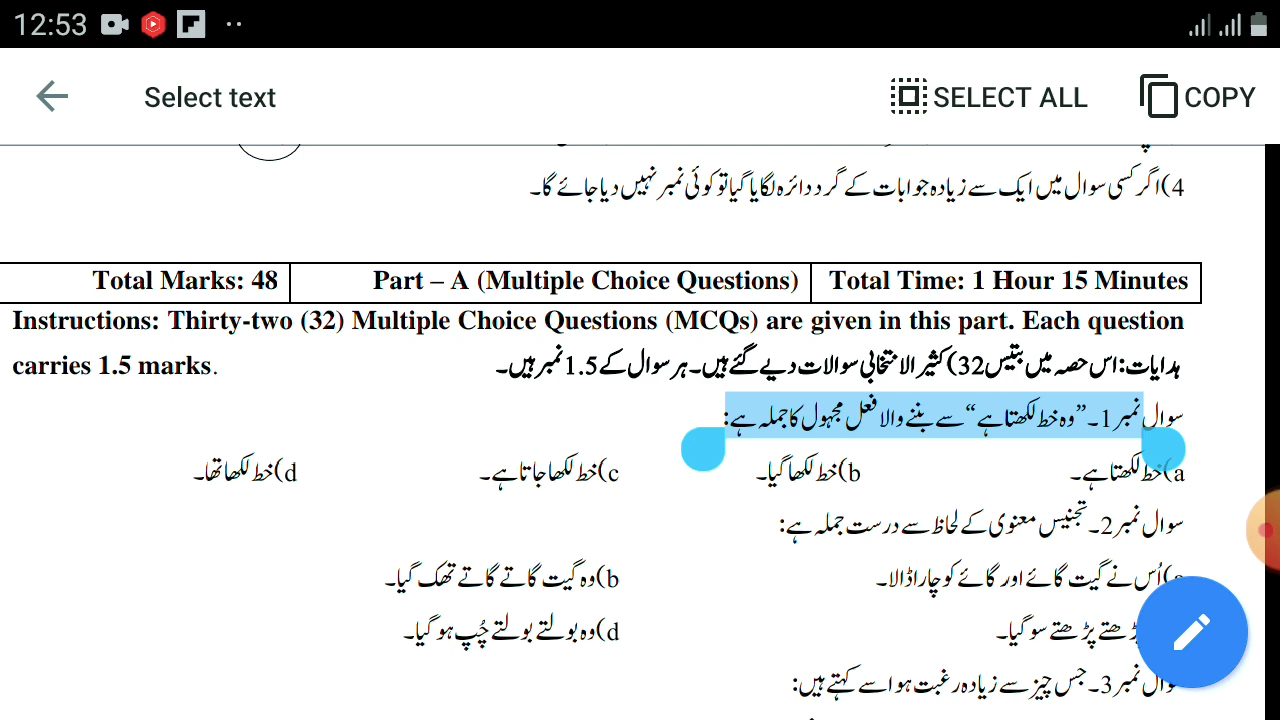 12:53
Select text
SELECT ALL
COPY
4)اگر کسی سوال میں ایک سے زیادہ جوابات کے گرد دائرہ لگایا گیا تو کوئی نمبر نہیں دیا جائے گا۔
Total Marks: 48 Part – A (Multiple Choice Questions) Total Time: 1 Hour 15 Minutes
Instructions: Thirty-two (32) Multiple Choice Questions (MCQs) are given in this part. Each question
carries 1.5 marks.
ہدایات: اس حصہ میں بتیس 32) کثیر الانتخابی سوالات دیے گئے ہیں۔ ہر سوال کے 1.5 نمبر ہیں۔
سوال نمبر 1۔ ”وہ خط لکھتا ہے“ سے بننے والا فعل مجہول کا جملہ ہے:
a)خط لکھتا ہے۔ b)خط لکھا گیا۔ c)خط لکھا جاتا ہے۔ d)خط لکھا تھا۔
سوال نمبر 2۔ تجنیس معنوی کے لحاظ سے درست جملہ ہے:
a)اُس نے گیت گائے اور گائے کو چارا ڈالا۔ b)وہ گیت گاتے گاتے تھک گیا۔
پڑھتے پڑھتے سو گیا۔ d)وہ بولتے بولتے چُپ ہو گیا۔
سوال نمبر 3۔ جس چیز سے زیادہ رغبت ہو اسے کہتے ہیں: